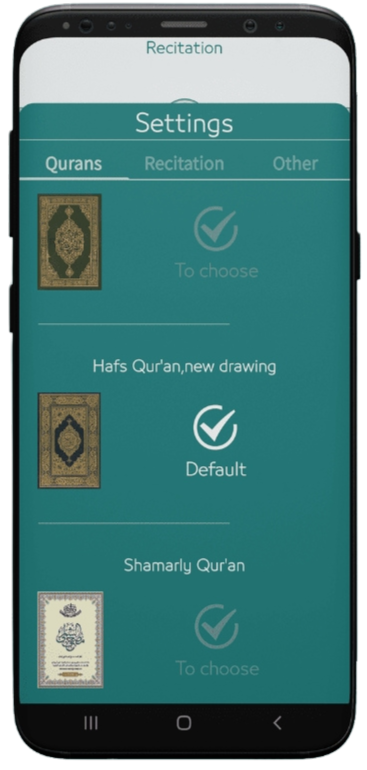 Recitation
Settings
Qurans Recitation Other
To choose
Hafs Qur'an,new drawing
Default
Shamarly Qur'an
To choose